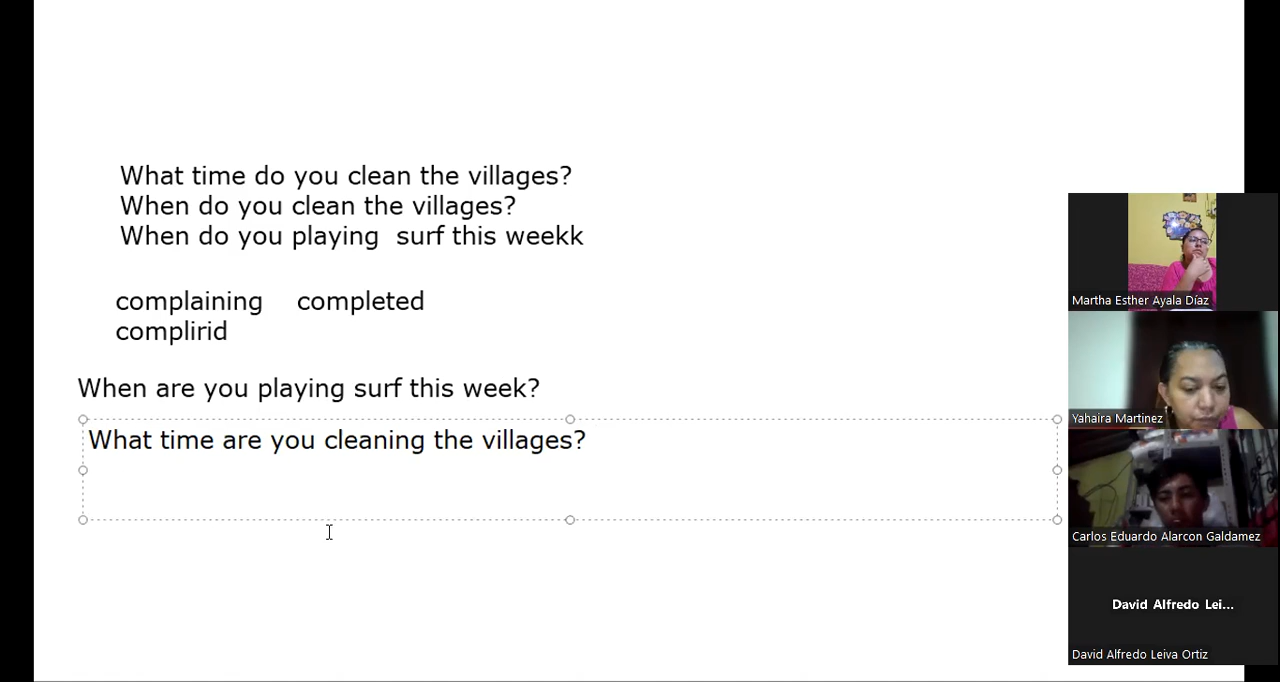 What time do you clean the villages?
When do you clean the villages?
When do you playing  surf this weekk
complaining    completed
complirid
When are you playing surf this week?
What time are you cleaning the villages?
Martha Esther Ayala Díaz
Yahaira Martinez
Carlos Eduardo Alarcon Galdamez
David Alfredo Lei...
David Alfredo Leiva Ortiz